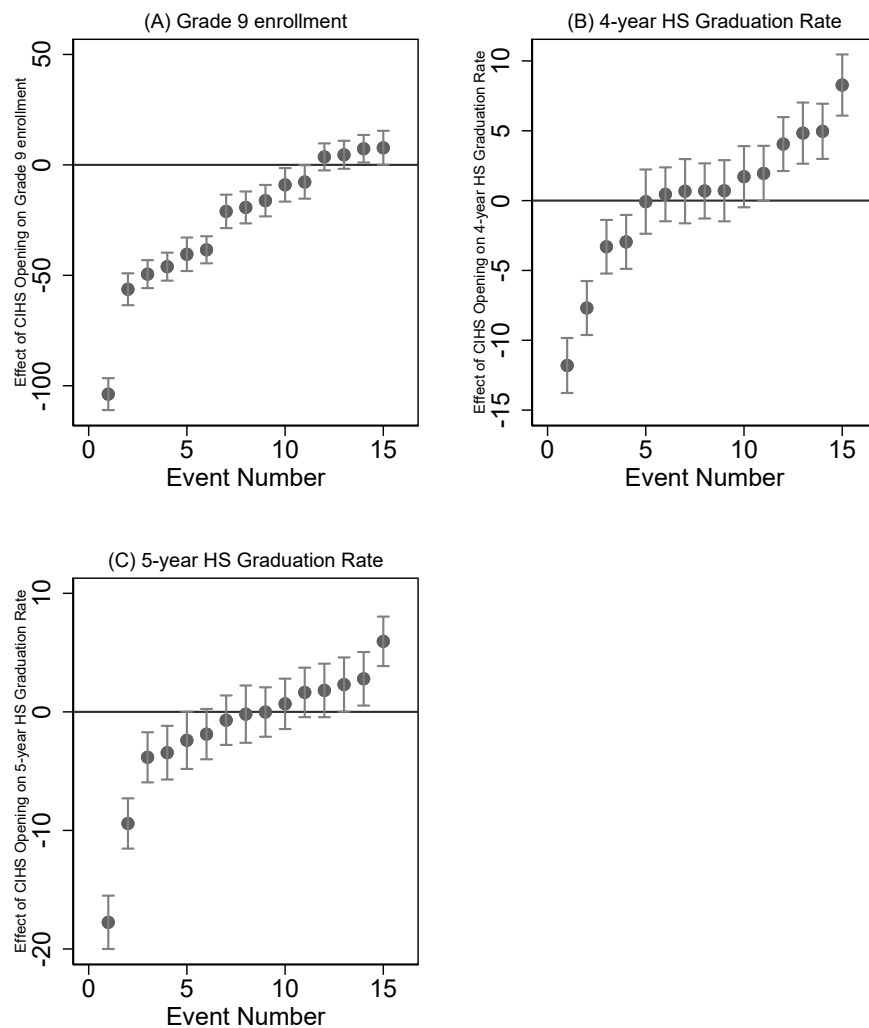 (A) Grade 9 enrollment
Effect of CIHS Opening on Grade 9 enrollment
50
0
-50
-100
0 5 10 15
Event Number
(B) 4-year HS Graduation Rate
Effect of CIHS Opening on 4-year HS Graduation Rate
10
5
0
-5
-10
-15
0 5 10 15
Event Number
(C) 5-year HS Graduation Rate
Effect of CIHS Opening on 5-year HS Graduation Rate
10
0
-10
-20
0 5 10 15
Event Number